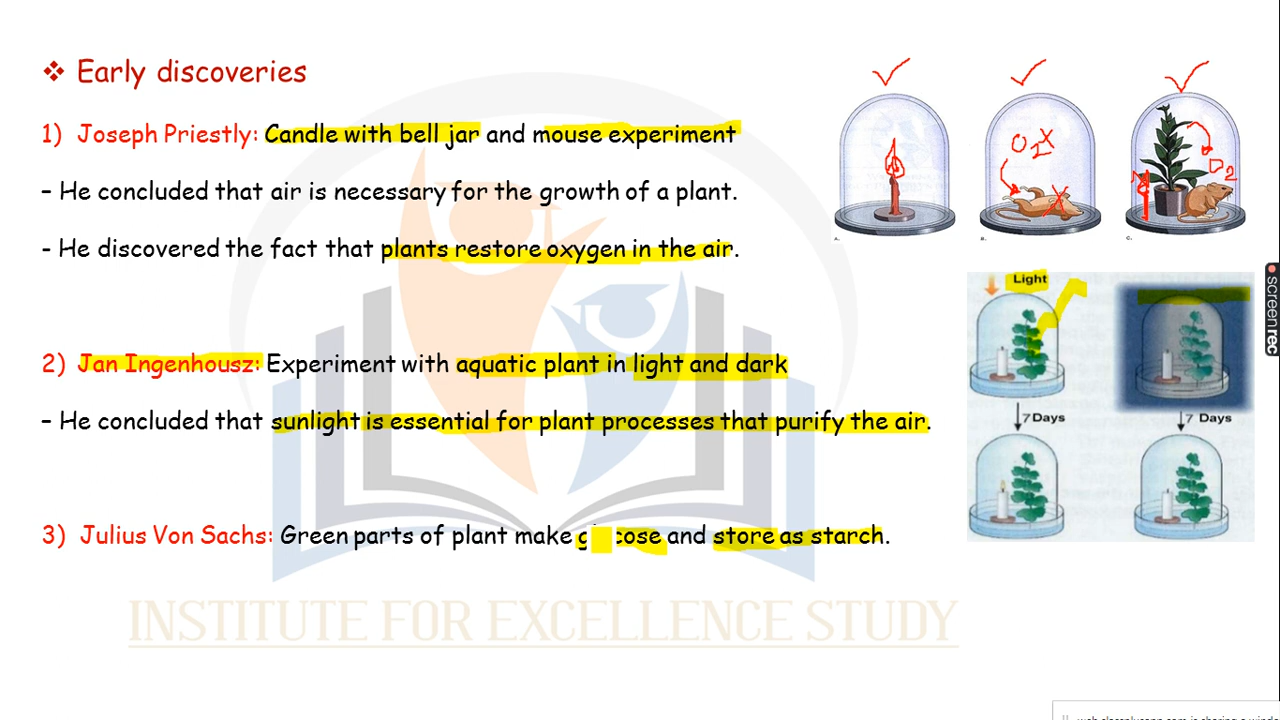 ❖ Early discoveries
1) Joseph Priestly: Candle with bell jar and mouse experiment
- He concluded that air is necessary for the growth of a plant.
- He discovered the fact that plants restore oxygen in the air.
2) Jan Ingenhousz: Experiment with aquatic plant in light and dark
- He concluded that sunlight is essential for plant processes that purify the air.
3) Julius Von Sachs: Green parts of plant make and store as starch.
INSTITUTE FOR EXCELLENCE STUDY
A.
B.
C.
O2 X
O2
Light
7 Days
7 Days
screenrec